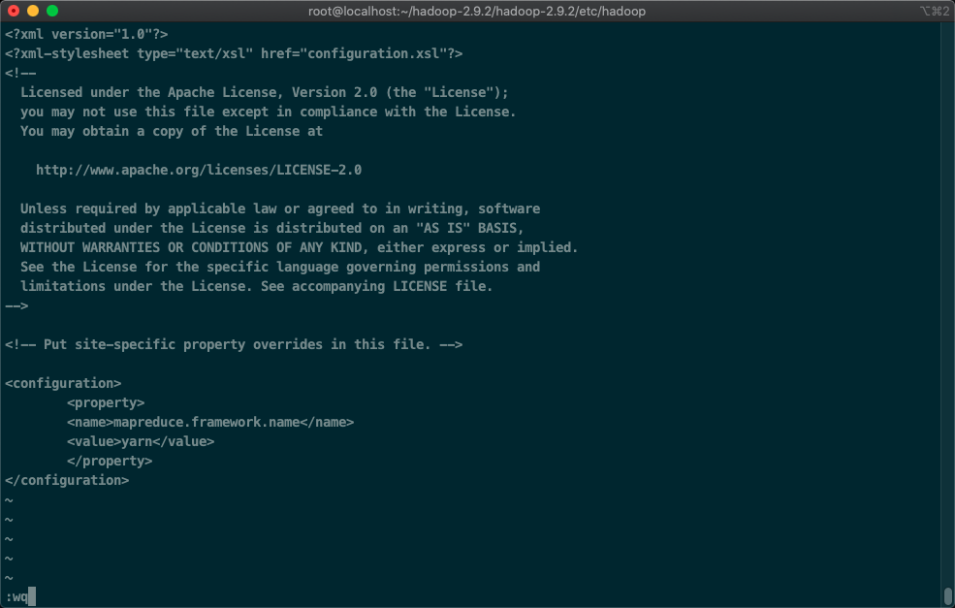 root@localhost:~/hadoop-2.9.2/hadoop-2.9.2/etc/hadoop ⌥⌘2
<?xml version="1.0"?>
<?xml-stylesheet type="text/xsl" href="configuration.xsl"?>
<!--
  Licensed under the Apache License, Version 2.0 (the "License");
  you may not use this file except in compliance with the License.
  You may obtain a copy of the License at

    http://www.apache.org/licenses/LICENSE-2.0

  Unless required by applicable law or agreed to in writing, software
  distributed under the License is distributed on an "AS IS" BASIS,
  WITHOUT WARRANTIES OR CONDITIONS OF ANY KIND, either express or implied.
  See the License for the specific language governing permissions and
  limitations under the License. See accompanying LICENSE file.
-->

<!-- Put site-specific property overrides in this file. -->

<configuration>
        <property>
        <name>mapreduce.framework.name</name>
        <value>yarn</value>
        </property>
</configuration>
~
~
~
~
~
:wq